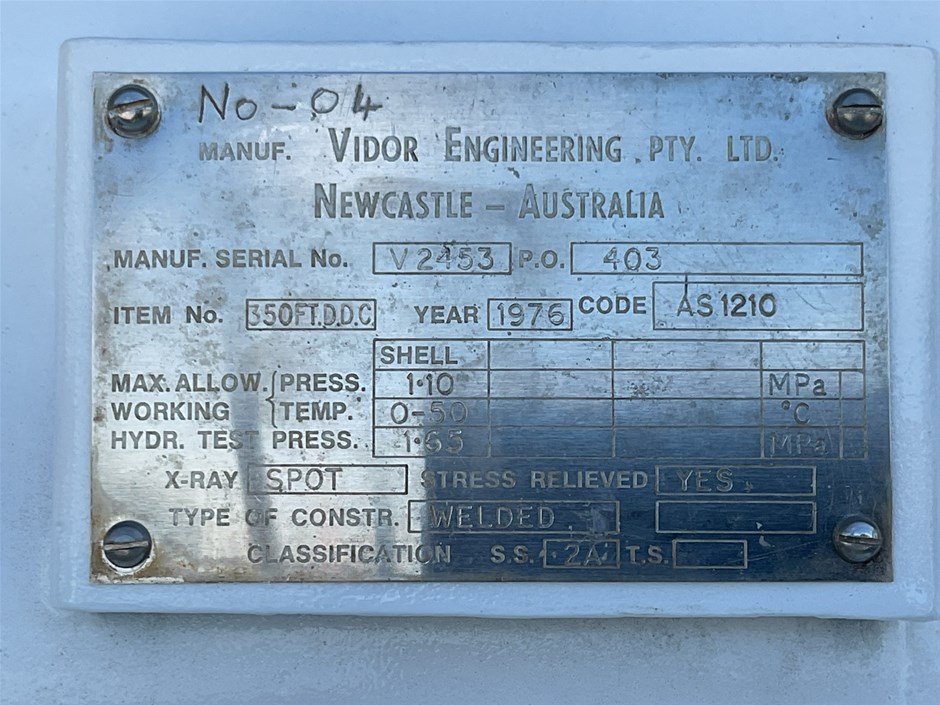 No - 04
MANUF. VIDOR ENGINEERING PTY. LTD.
NEWCASTLE – AUSTRALIA
MANUF. SERIAL No. V2453 P.O. 403
ITEM No. 350FT.D.D.C YEAR 1976 CODE AS1210
SHELL
MAX. ALLOW. PRESS. 1·10 MPa
WORKING TEMP. 0-50 °C
HYDR. TEST PRESS. 1·65 MPa
X-RAY SPOT STRESS RELIEVED YES
TYPE OF CONSTR. WELDED
CLASSIFICATION S.S. 2A T.S.